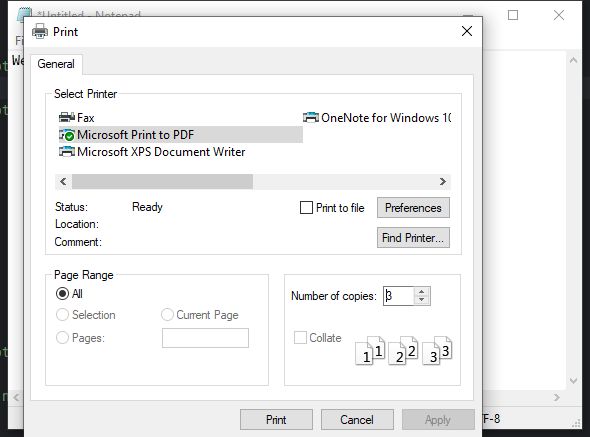 *Untitled - Notepad
Print
Fi
We
General
Select Printer
Fax
OneNote for Windows 10
Microsoft Print to PDF
Microsoft XPS Document Writer
Status:
Ready
Print to file
Preferences
Location:
Comment:
Find Printer...
Page Range
All
Number of copies:
3
Selection
Current Page
Pages:
Collate
1 1 2 2 3 3
Print
Cancel
Apply
F-8